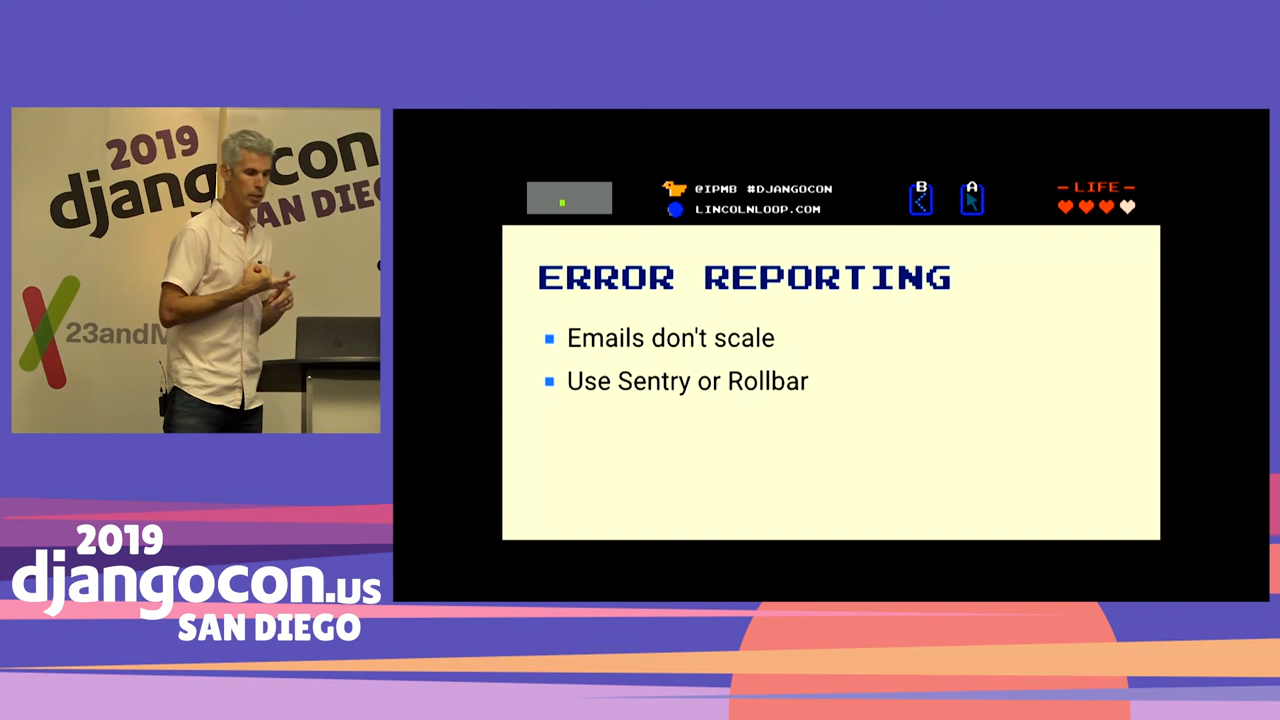 2019
djangocon
SAN DIEGO
23andM
@IPMB #DJANGOCON
LINCOLNLOOP.COM
B
A
- LIFE -
ERROR REPORTING
Emails don't scale
Use Sentry or Rollbar
2019
djangocon.us
SAN DIEGO